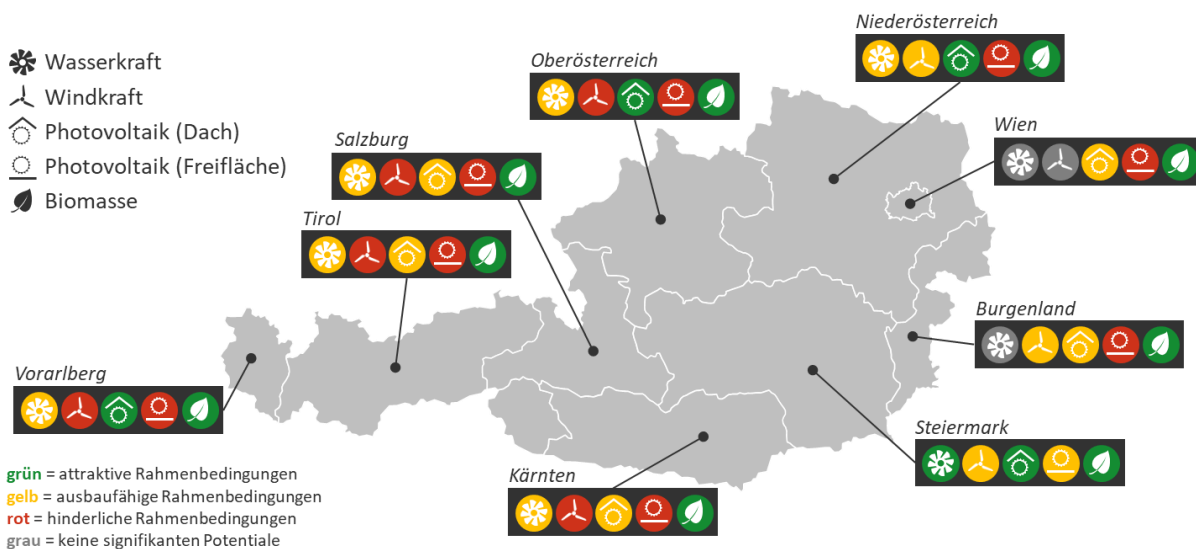 Wasserkraft
Windkraft
Photovoltaik (Dach)
Photovoltaik (Freifläche)
Biomasse
Niederösterreich
Oberösterreich
Wien
Salzburg
Tirol
Burgenland
Vorarlberg
Steiermark
Kärnten
grün = attraktive Rahmenbedingungen
gelb = ausbaufähige Rahmenbedingungen
rot = hinderliche Rahmenbedingungen
grau = keine signifikanten Potentiale